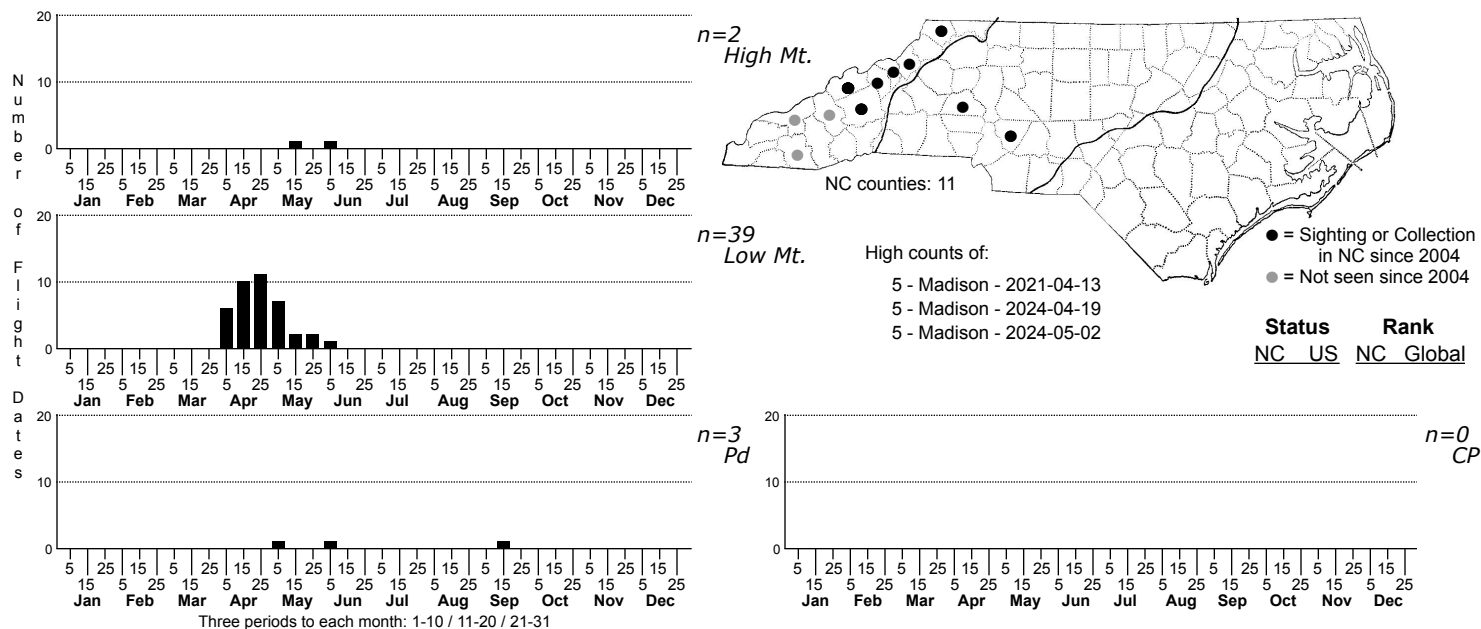 Number of Flight Dates
20
10
0
5 25 15 5 25 15 5 25 15 5 25 15 5 25 15 5 25 15
15 5 25 15 5 25 15 5 25 15 5 25 15 5 25 15 5 25
Jan Feb Mar Apr May Jun Jul Aug Sep Oct Nov Dec
n=2
High Mt.
20
10
0
5 25 15 5 25 15 5 25 15 5 25 15 5 25 15 5 25 15
15 5 25 15 5 25 15 5 25 15 5 25 15 5 25 15 5 25
Jan Feb Mar Apr May Jun Jul Aug Sep Oct Nov Dec
n=39
Low Mt.
20
10
0
5 25 15 5 25 15 5 25 15 5 25 15 5 25 15 5 25 15
15 5 25 15 5 25 15 5 25 15 5 25 15 5 25 15 5 25
Jan Feb Mar Apr May Jun Jul Aug Sep Oct Nov Dec
n=3
Pd
Three periods to each month: 1-10 / 11-20 / 21-31
NC counties: 11
High counts of:
5 - Madison - 2021-04-13
5 - Madison - 2024-04-19
5 - Madison - 2024-05-02
= Sighting or Collection
in NC since 2004
= Not seen since 2004
Status Rank
NC US NC Global
20
10
0
5 25 15 5 25 15 5 25 15 5 25 15 5 25 15 5 25 15
15 5 25 15 5 25 15 5 25 15 5 25 15 5 25 15 5 25
Jan Feb Mar Apr May Jun Jul Aug Sep Oct Nov Dec
n=0
CP